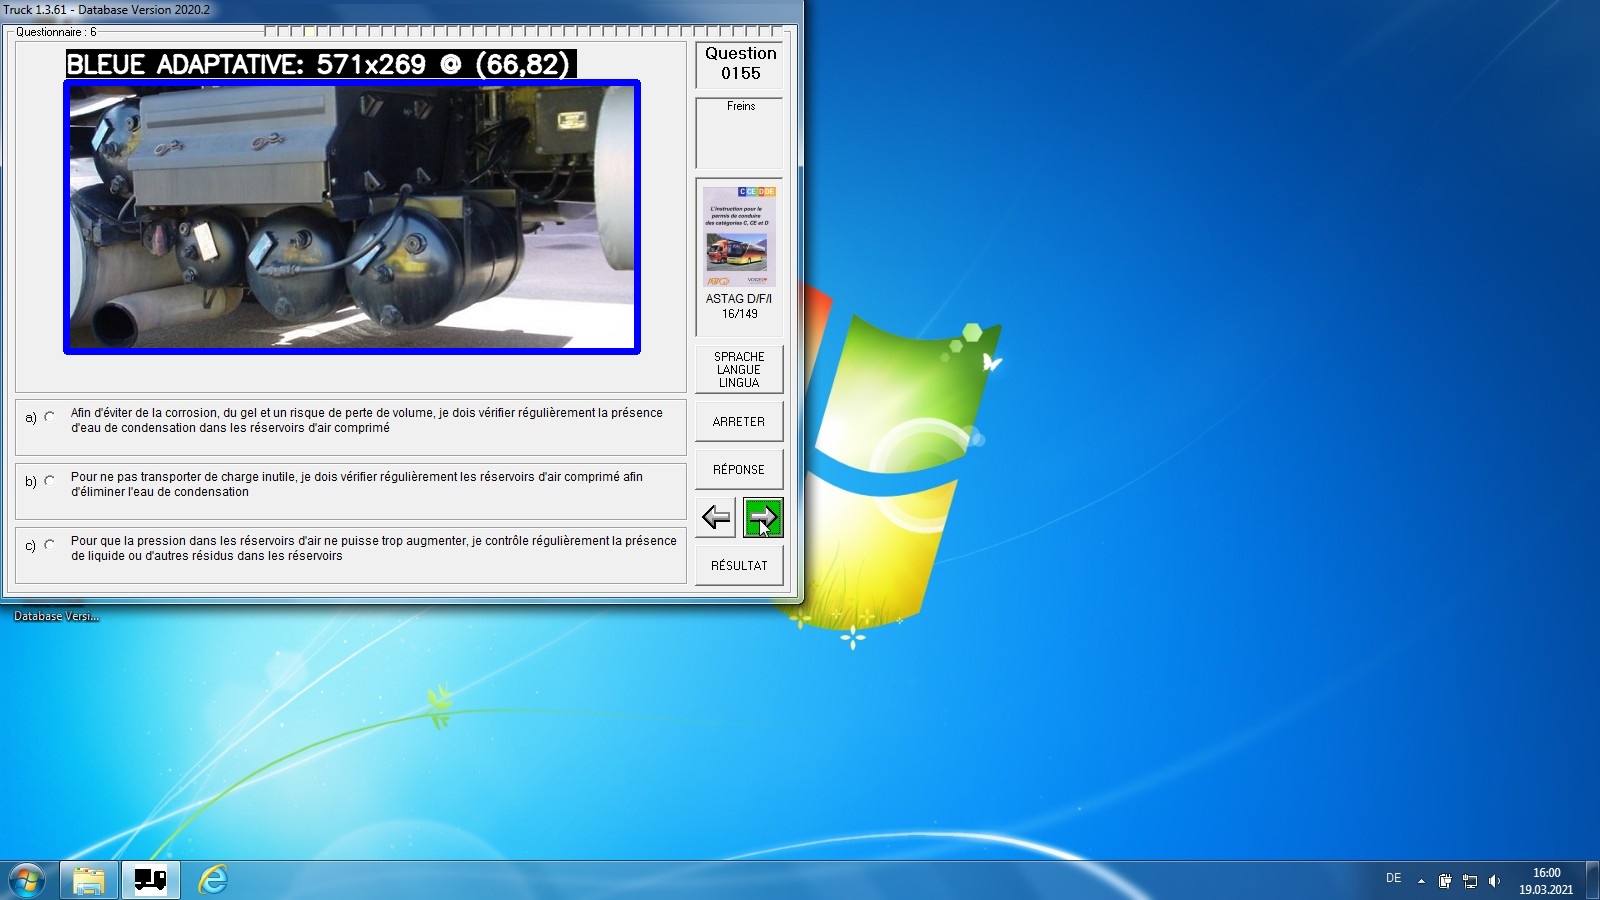 Truck 1.3.61 - Database Version 2020.2
Questionnaire : 6
BLEUE ADAPTATIVE: 571x269 @ (66,82)
Question
0155
Freins
C CE D DE
L'instruction pour le
permis de conduire
des catégories C, CE et D
ASTAG D/F/I
16/149
SPRACHE
LANGUE
LINGUA
a) Afin d'éviter de la corrosion, du gel et un risque de perte de volume, je dois vérifier régulièrement la présence
d'eau de condensation dans les réservoirs d'air comprimé
ARRETER
b) Pour ne pas transporter de charge inutile, je dois vérifier régulièrement les réservoirs d'air comprimé afin
d'éliminer l'eau de condensation
RÉPONSE
c) Pour que la pression dans les réservoirs d'air ne puisse trop augmenter, je contrôle régulièrement la présence
de liquide ou d'autres résidus dans les réservoirs
RÉSULTAT
Database Versi...
DE
16:00
19.03.2021